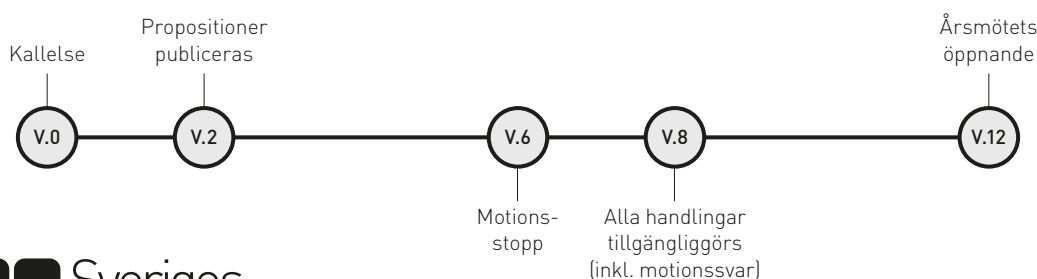 Kallelse
Propositioner
publiceras
Årsmötets
öppnande
V.0
V.2
V.6
V.8
V.12
Motions-
stopp
Alla handlingar
tillgängliggörs
(inkl. motionssvar)
Sveriges